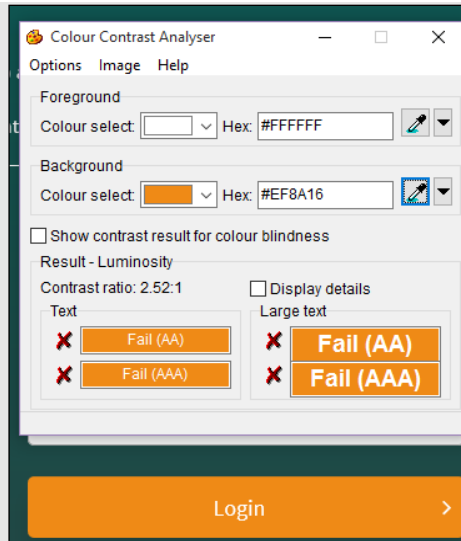 Colour Contrast Analyser
Options Image Help
Foreground
Colour select: Hex: #FFFFFF
Background
Colour select: Hex: #EF8A16
Show contrast result for colour blindness
Result - Luminosity
Contrast ratio: 2.52:1 Display details
Text Large text
Fail (AA) Fail (AA)
Fail (AAA) Fail (AAA)
Login